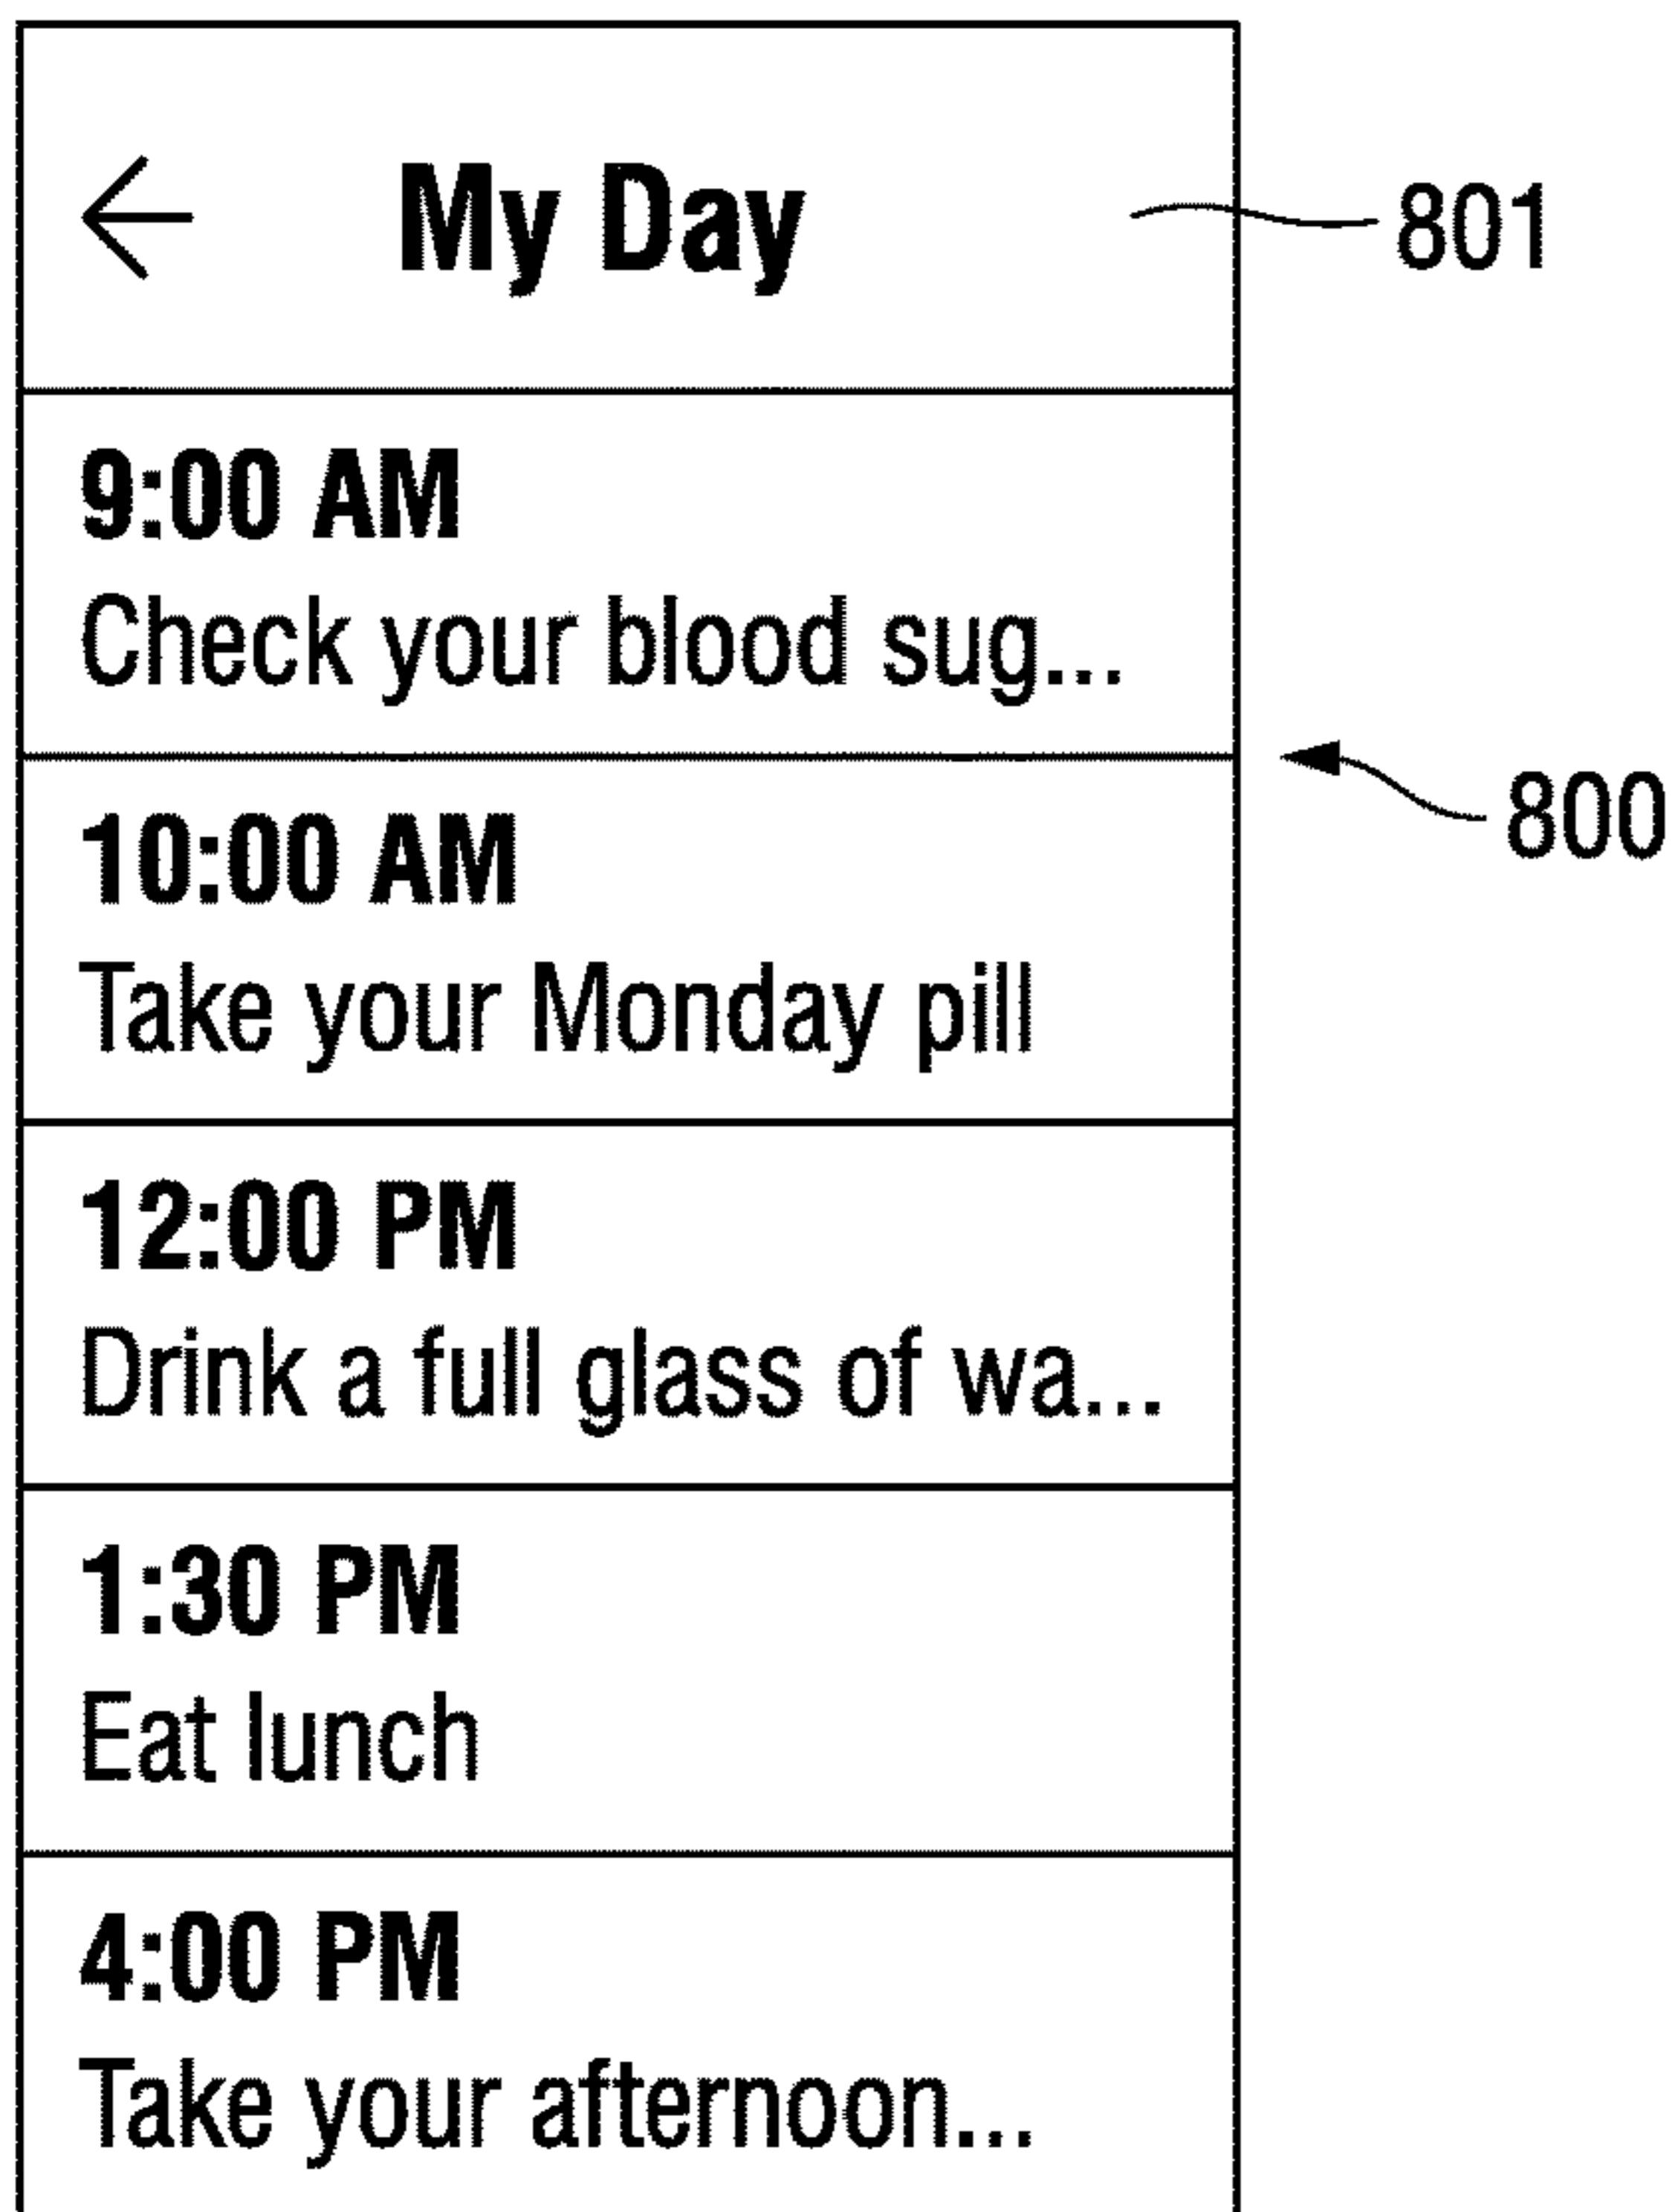 My Day
801
9:00 AM
Check your blood sug...
800
10:00 AM
Take your Monday pill
12:00 PM
Drink a full glass of wa...
1:30 PM
Eat lunch
4:00 PM
Take your afternoon...